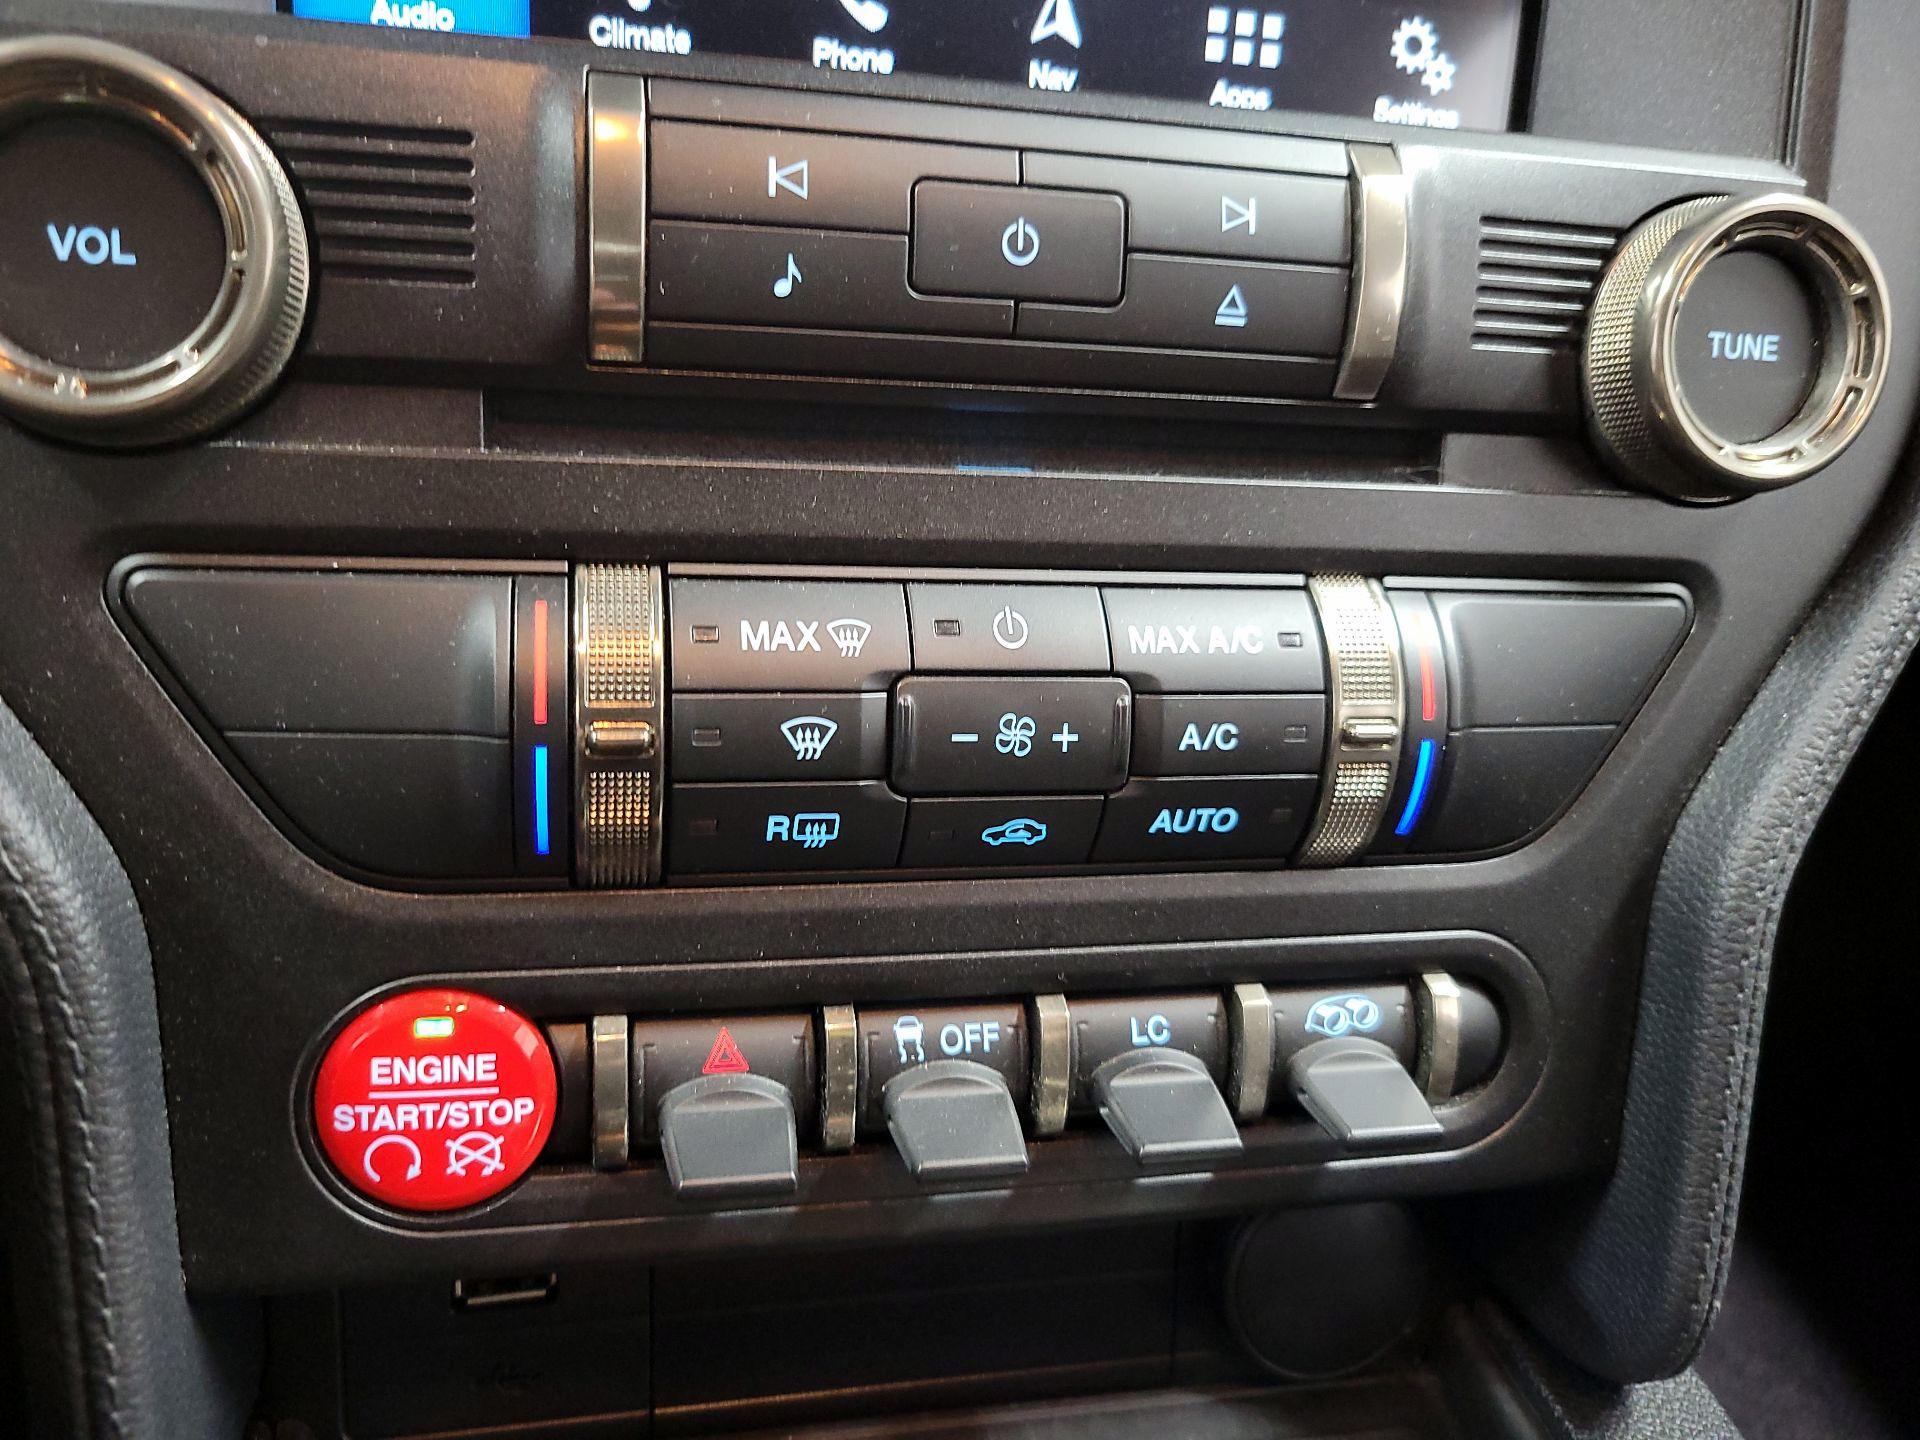 Audio
Climate
Phone
Nav
Apps
Settings
VOL
TUNE
MAX
MAX A/C
- +
A/C
R
AUTO
ENGINE
START/STOP
OFF
LC